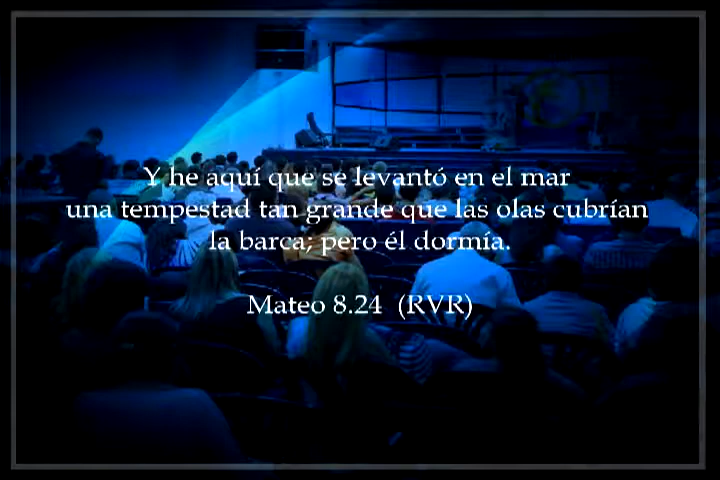 Y he aquí que se levantó en el mar
una tempestad tan grande que las olas cubrían
la barca; pero él dormía.
Mateo 8.24 (RVR)